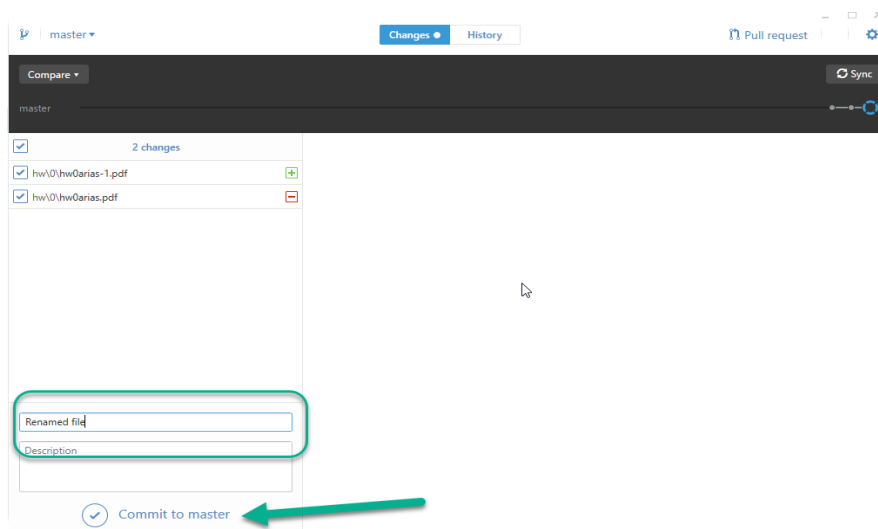 master
Changes
History
Pull request
Compare
Sync
master
2 changes
hw\0\hw0arias-1.pdf
hw\0\hw0arias.pdf
Renamed file
Description
Commit to master